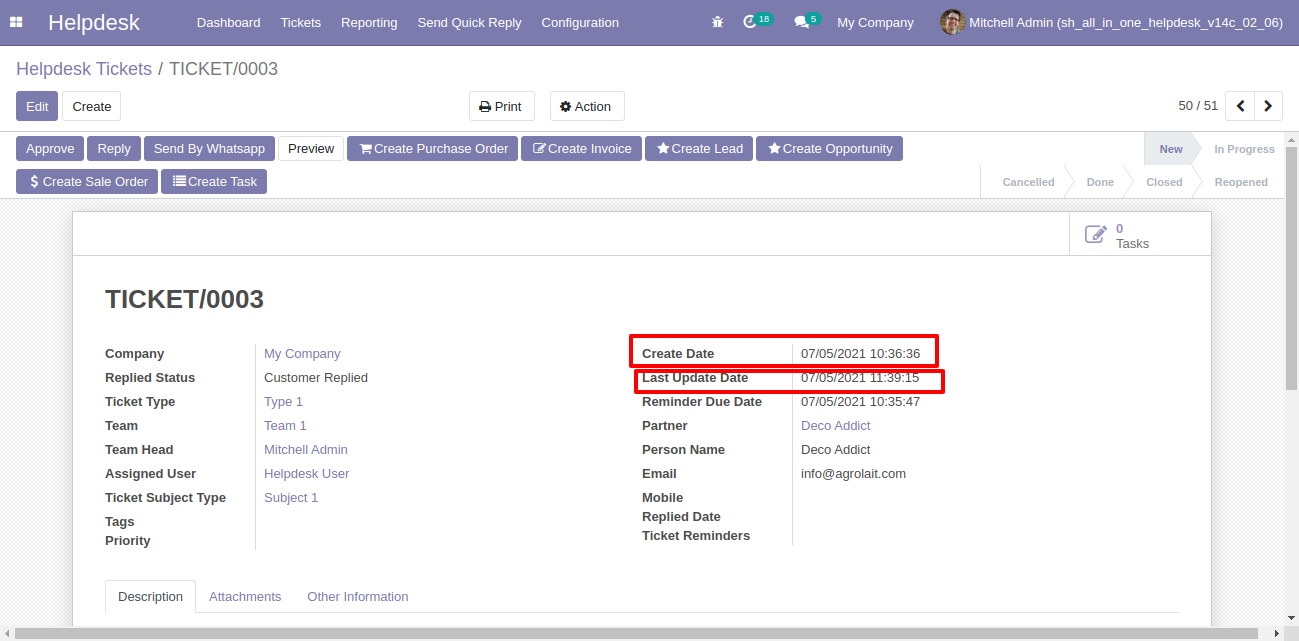 Helpdesk Dashboard Tickets Reporting Send Quick Reply Configuration 18 5 My Company Mitchell Admin (sh_all_in_one_helpdesk_v14c_02_06)
Helpdesk Tickets / TICKET/0003
Edit Create Print Action 50 / 51
Approve Reply Send By Whatsapp Preview Create Purchase Order Create Invoice Create Lead Create Opportunity New In Progress
Create Sale Order Create Task Cancelled Done Closed Reopened
0
Tasks
TICKET/0003
Company My Company Create Date 07/05/2021 10:36:36
Replied Status Customer Replied Last Update Date 07/05/2021 11:39:15
Ticket Type Type 1 Reminder Due Date 07/05/2021 10:35:47
Team Team 1 Partner Deco Addict
Team Head Mitchell Admin Person Name Deco Addict
Assigned User Helpdesk User Email info@agrolait.com
Ticket Subject Type Subject 1 Mobile
Tags Replied Date
Priority Ticket Reminders
Description Attachments Other Information